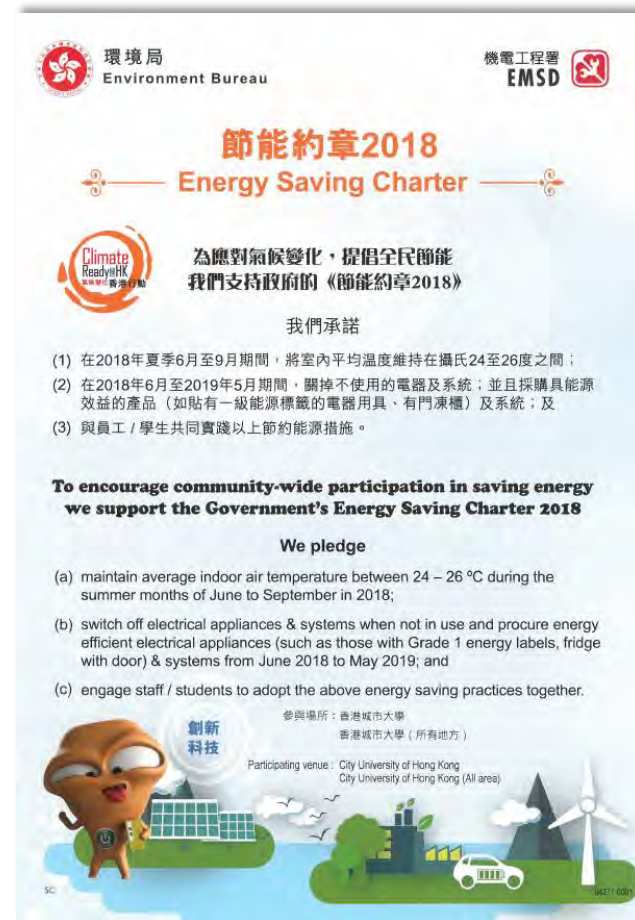 環境局
Environment Bureau
機電工程署
EMSD
節能約章2018
Energy Saving Charter
Climate
Ready@HK
氣候變化香港行動
為應對氣候變化，提倡全民節能
我們支持政府的《節能約章2018》
我們承諾
(1) 在2018年夏季6月至9月期間，將室內平均温度維持在攝氏24至26度之間；
(2) 在2018年6月至2019年5月期間，關掉不使用的電器及系統；並且採購具能源
效益的產品（如貼有一級能源標籤的電器用具、有門凍櫃）及系統；及
(3) 與員工 / 學生共同實踐以上節約能源措施。
To encourage community-wide participation in saving energy
we support the Government's Energy Saving Charter 2018
We pledge
(a) maintain average indoor air temperature between 24 – 26 ºC during the
summer months of June to September in 2018;
(b) switch off electrical appliances & systems when not in use and procure energy
efficient electrical appliances (such as those with Grade 1 energy labels, fridge
with door) & systems from June 2018 to May 2019; and
(c) engage staff / students to adopt the above energy saving practices together.
創新
科技
參與場所：香港城市大學
香港城市大學（所有地方）
Participating venue : City University of Hong Kong
City University of Hong Kong (All area)
SC